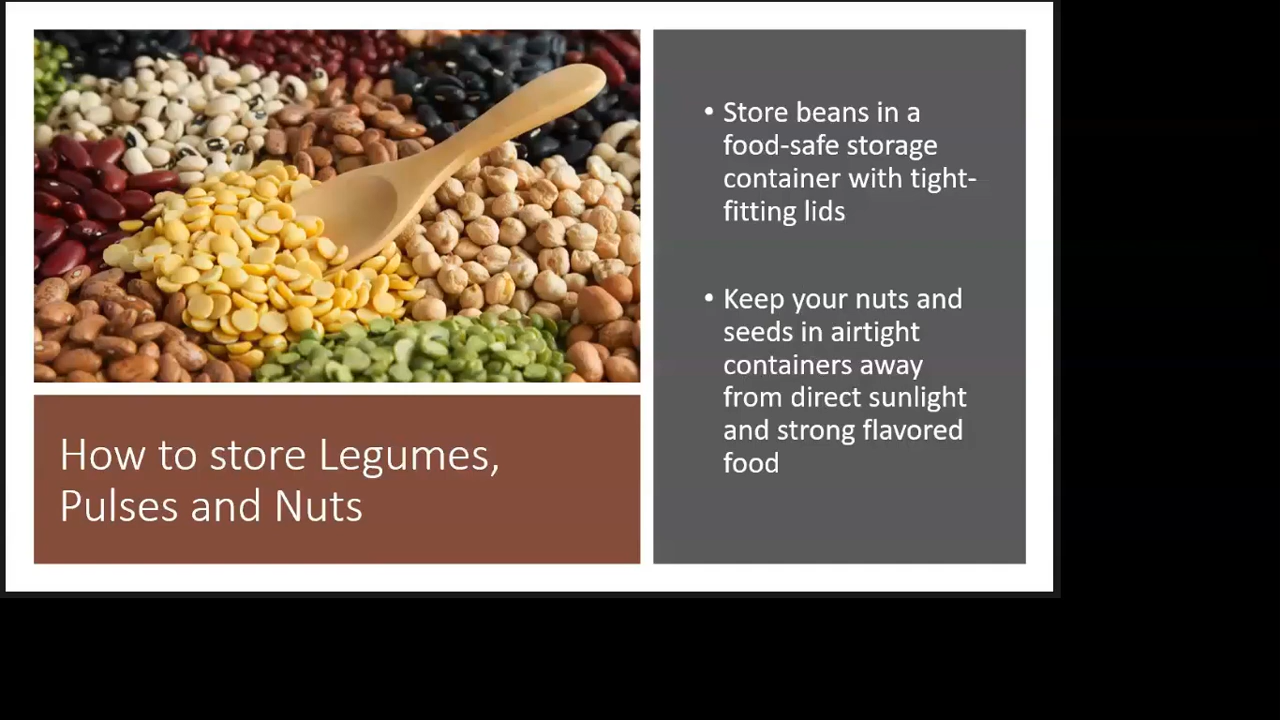 How to store Legumes,
Pulses and Nuts
• Store beans in a
food-safe storage
container with tight-
fitting lids
• Keep your nuts and
seeds in airtight
containers away
from direct sunlight
and strong flavored
food